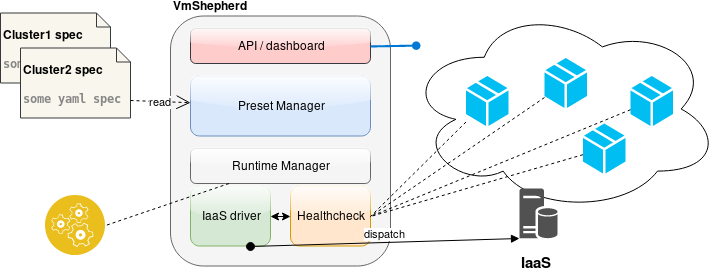 VmShepherd
Cluster1 spec
som
Cluster2 spec
some yaml spec
read
API / dashboard
Preset Manager
Runtime Manager
IaaS driver
Healthcheck
dispatch
IaaS